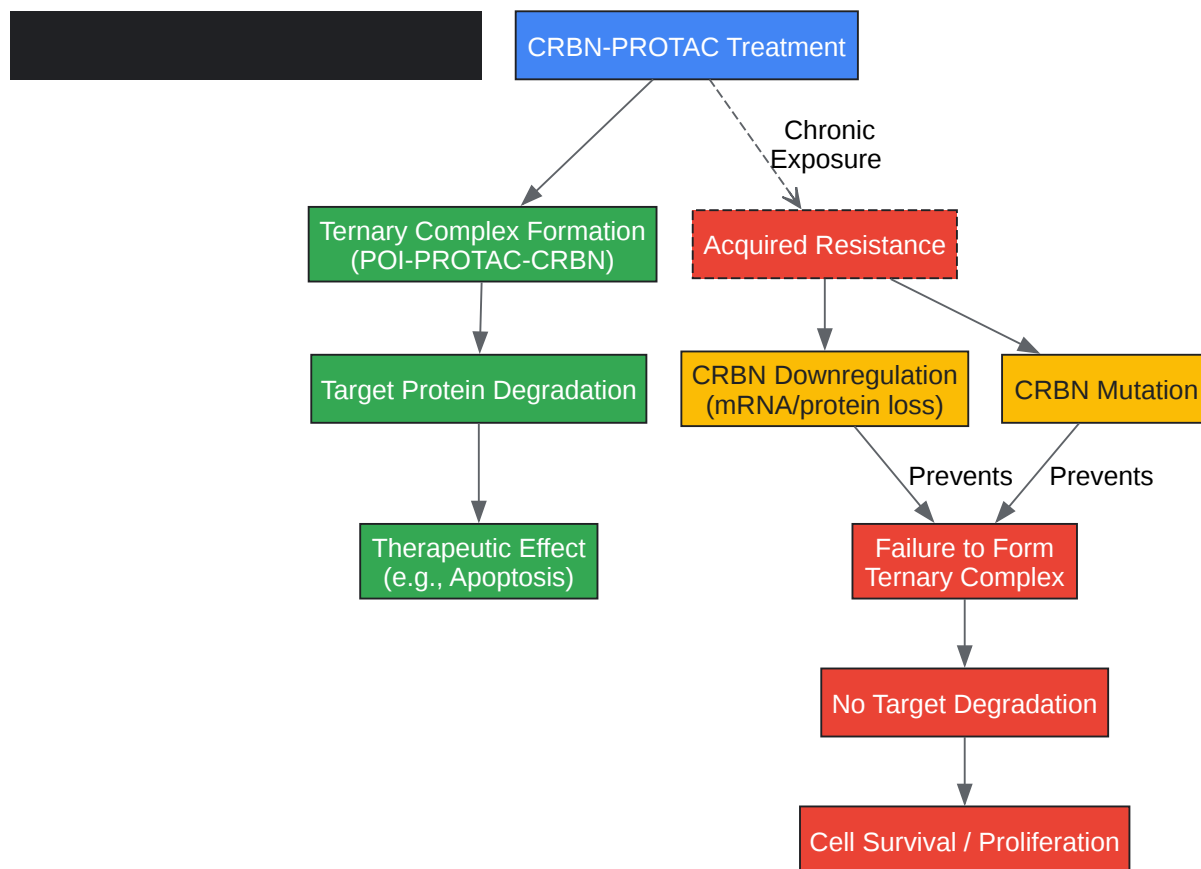 CRBN-PROTAC Treatment
Chronic
Exposure
Ternary Complex Formation
(POI-PROTAC-CRBN)
Acquired Resistance
Target Protein Degradation
CRBN Downregulation
(mRNA/protein loss)
CRBN Mutation
Prevents
Prevents
Therapeutic Effect
(e.g., Apoptosis)
Failure to Form
Ternary Complex
No Target Degradation
Cell Survival / Proliferation